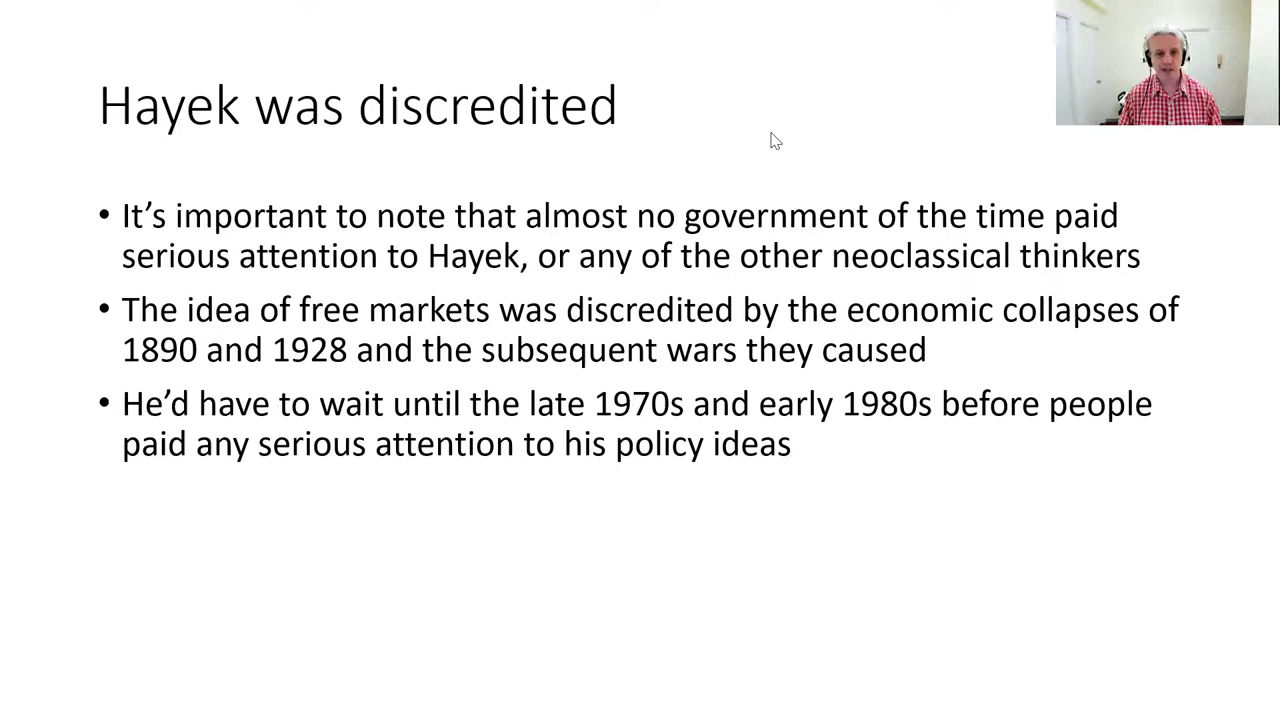 Hayek was discredited
• It’s important to note that almost no government of the time paid
serious attention to Hayek, or any of the other neoclassical thinkers
• The idea of free markets was discredited by the economic collapses of
1890 and 1928 and the subsequent wars they caused
• He’d have to wait until the late 1970s and early 1980s before people
paid any serious attention to his policy ideas